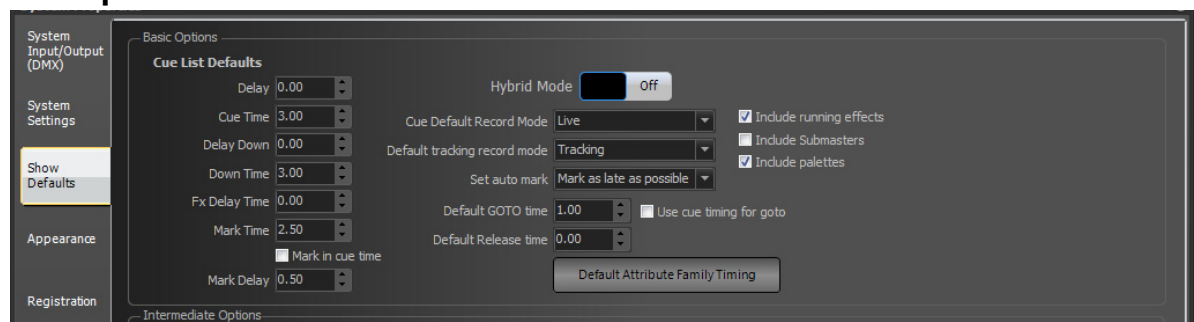 System
Input/Output
(DMX)
System
Settings
Show
Defaults
Appearance
Registration
Basic Options
Cue List Defaults
Delay 0.00
Cue Time 3.00
Delay Down 0.00
Down Time 3.00
Fx Delay Time 0.00
Mark Time 2.50
Mark in cue time
Mark Delay 0.50
Hybrid Mode Off
Cue Default Record Mode Live
Default tracking record mode Tracking
Set auto mark Mark as late as possible
Default GOTO time 1.00 Use cue timing for goto
Default Release time 0.00
Default Attribute Family Timing
Include running effects
Include Submasters
Include palettes
Intermediate Options